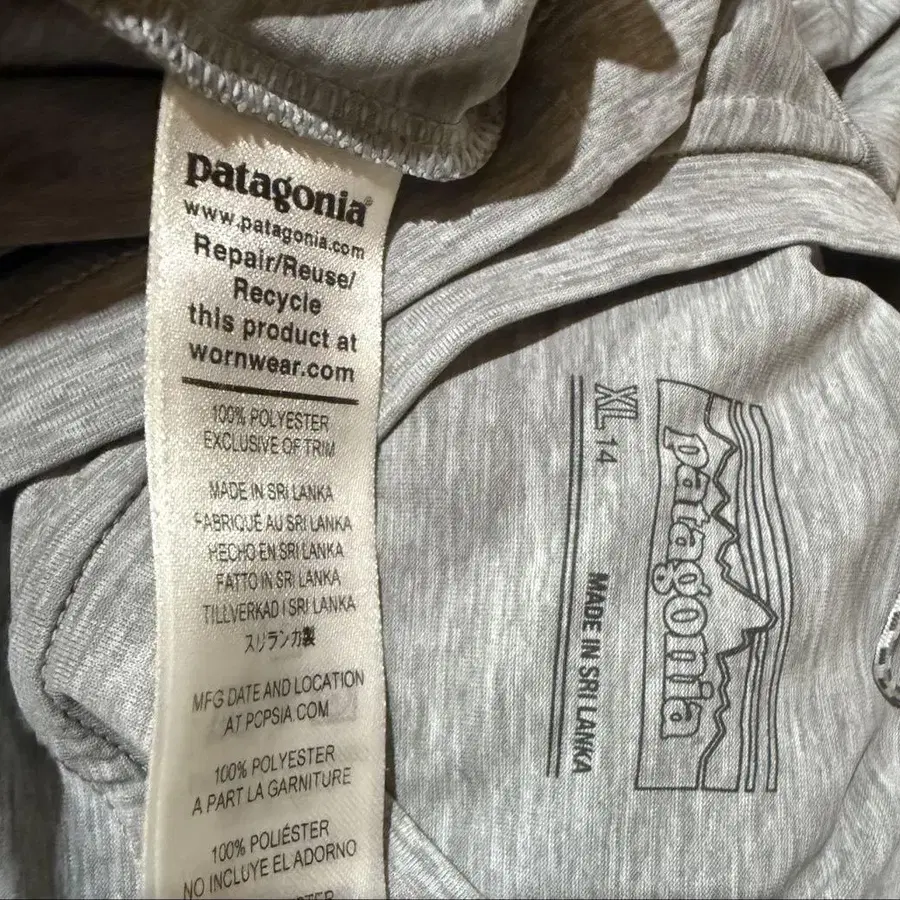 patagonia®
www.patagonia.com
Repair/Reuse/
Recycle
this product at
wornwear.com
100% POLYESTER
EXCLUSIVE OF TRIM
MADE IN SRI LANKA
FABRIQUÉ AU SRI LANKA
HECHO EN SRI LANKA
FATTO IN SRI LANKA
TILLVERKAD I SRI LANKA
スリランカ製
MFG DATE AND LOCATION
AT PCPSIA.COM
100% POLYESTER
A PART LA GARNITURE
100% POLIÉSTER
NO INCLUYE EL ADORNO
patagonia
XL 14
MADE IN SRI LANKA